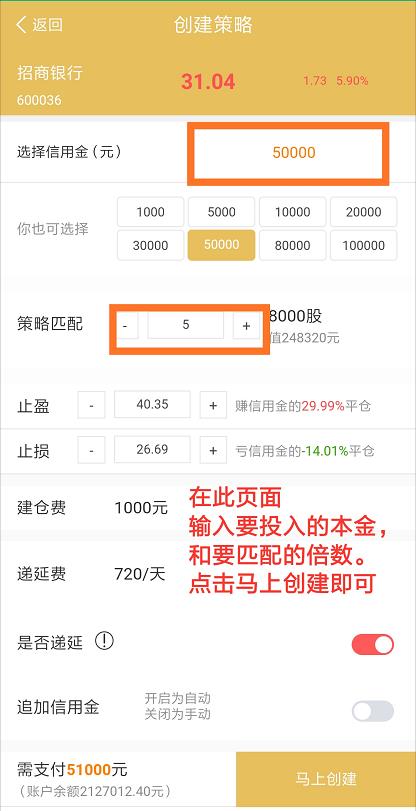 返回
创建策略
招商银行
600036
31.04
1.73 5.90%
选择信用金(元)
50000
你也可选择
1000 5000 10000 20000
30000 50000 80000 100000
策略匹配
- 5 +
8000股
值248320元
止盈 - 40.35 + 赚信用金的29.99%平仓
止损 - 26.69 + 亏信用金的-14.01%平仓
建仓费 1000元
递延费 720/天
在此页面
输入要投入的本金，
和要匹配的倍数。
点击马上创建即可
是否递延 !
追加信用金
开启为自动
关闭为手动
需支付51000元
(账户余额2127012.40元)
马上创建